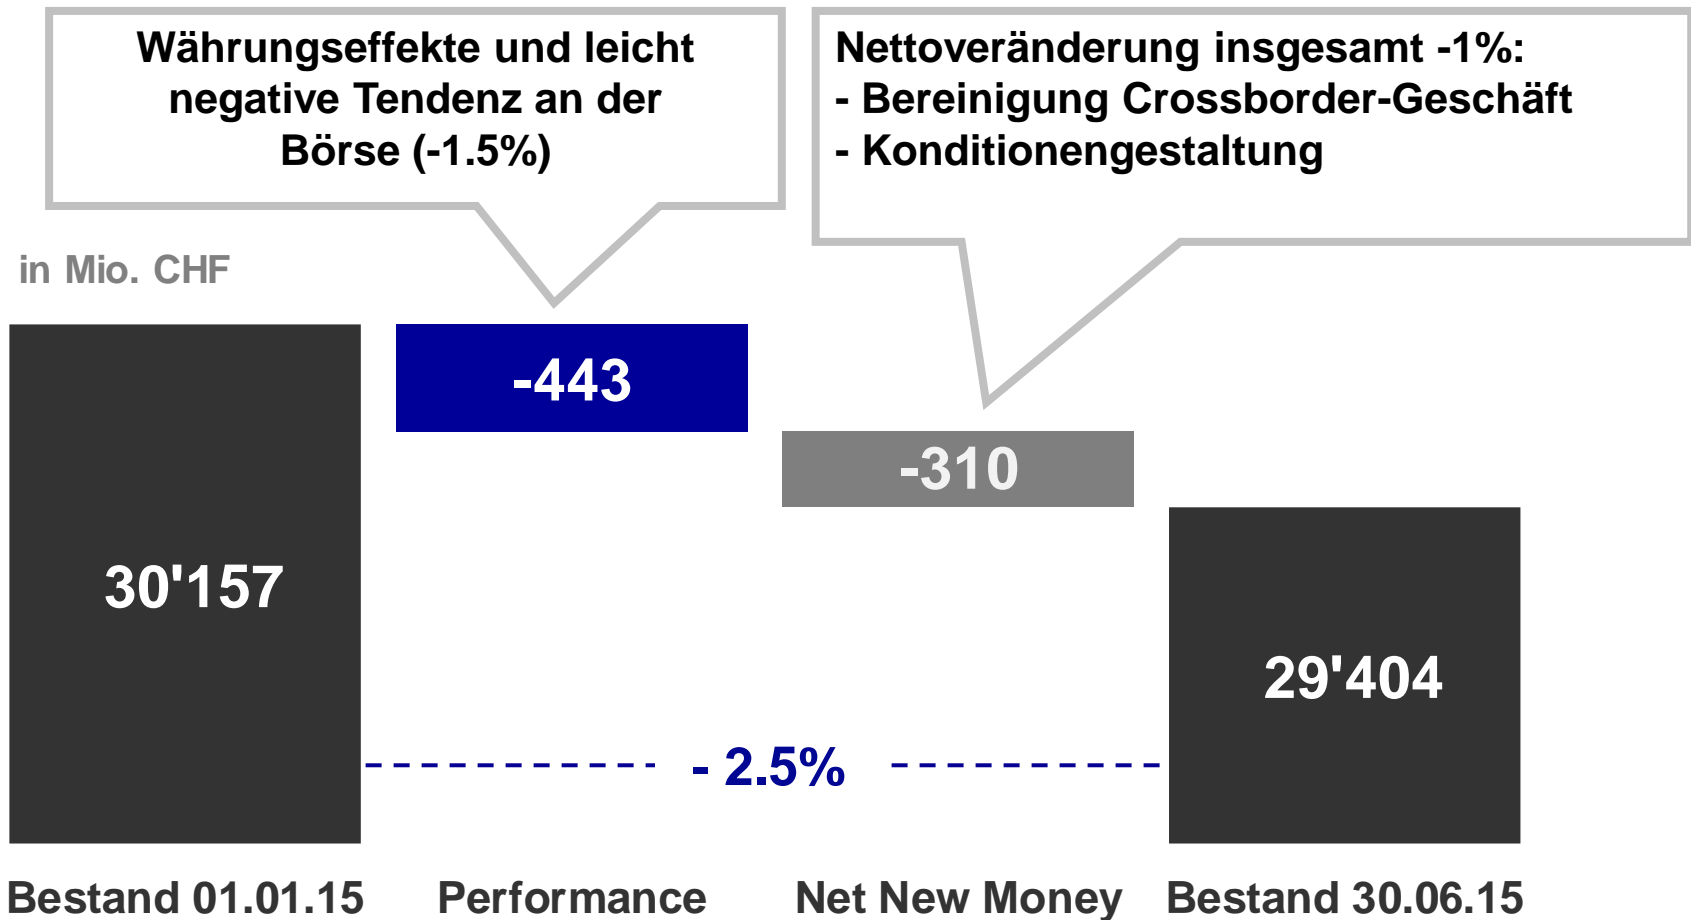 Währungseffekte und leicht
negative Tendenz an der
Börse (-1.5%)
Nettoveränderung insgesamt -1%:
- Bereinigung Crossborder-Geschäft
- Konditionengestaltung
in Mio. CHF
-443
-310
30'157
29'404
- 2.5%
Bestand 01.01.15
Performance
Net New Money
Bestand 30.06.15